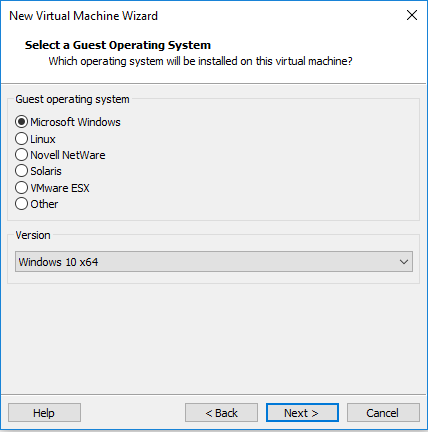 New Virtual Machine Wizard
Select a Guest Operating System
Which operating system will be installed on this virtual machine?
Guest operating system
Microsoft Windows
Linux
Novell NetWare
Solaris
VMware ESX
Other
Version
Windows 10 x64
Help
< Back
Next >
Cancel